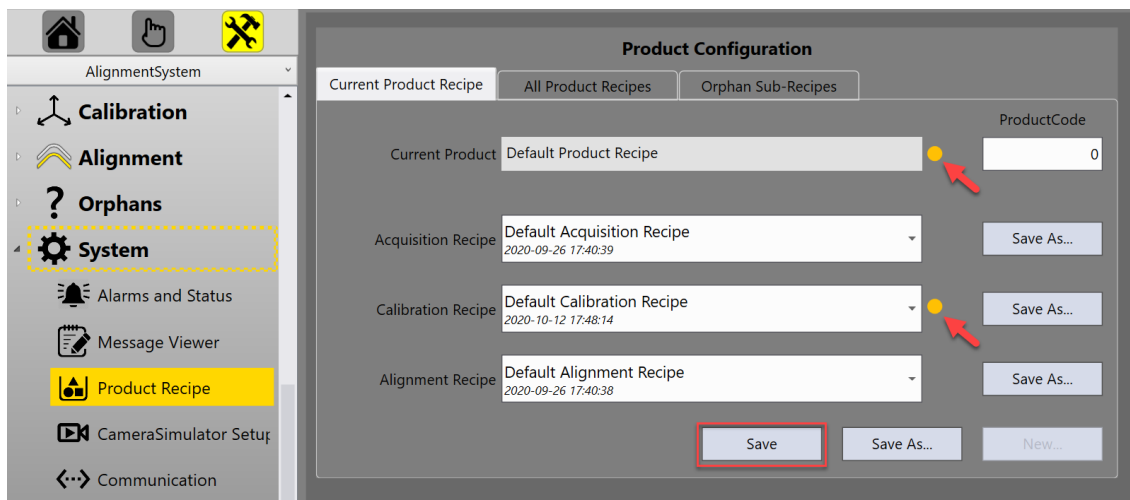 AlignmentSystem
Calibration
Alignment
Orphans
System
Alarms and Status
Message Viewer
Product Recipe
CameraSimulator Setup
Communication
Product Configuration
Current Product Recipe
All Product Recipes
Orphan Sub-Recipes
ProductCode
Current Product Default Product Recipe 0
Acquisition Recipe Default Acquisition Recipe Save As...
2020-09-26 17:40:39
Calibration Recipe Default Calibration Recipe Save As...
2020-10-12 17:48:14
Alignment Recipe Default Alignment Recipe Save As...
2020-09-26 17:40:38
Save Save As... New...